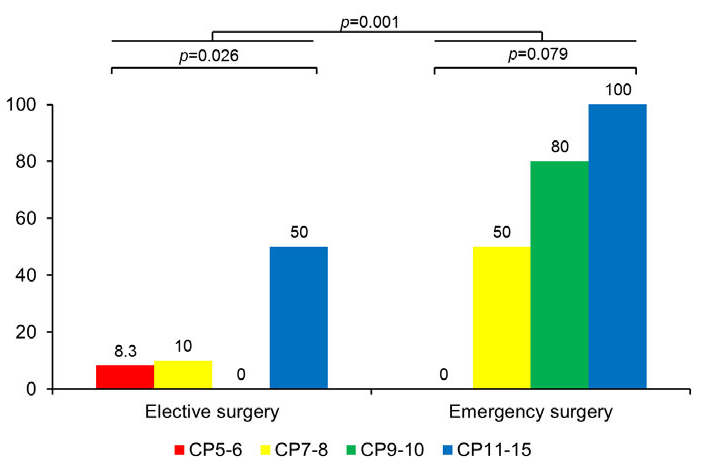 p=0.001
p=0.026 p=0.079
100
80
60
40
20
0
8.3 10 0 50 0 50 80 100
Elective surgery Emergency surgery
CP5-6 CP7-8 CP9-10 CP11-15